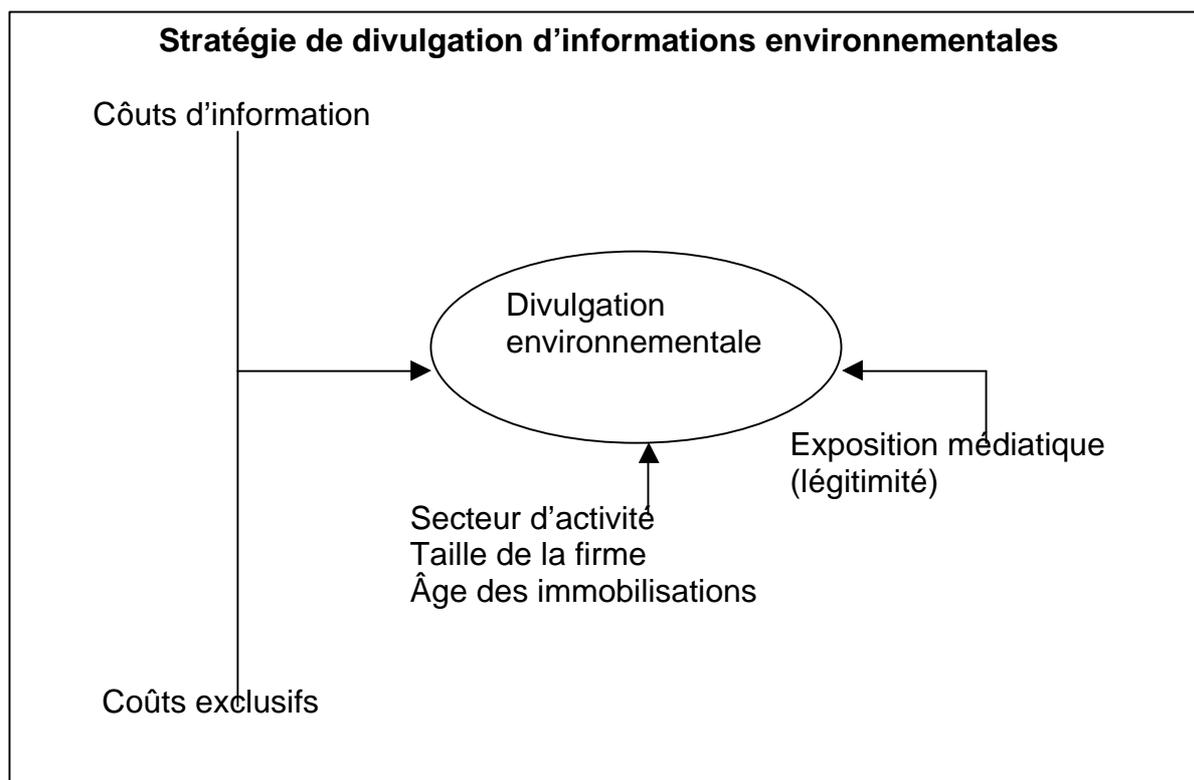 Stratégie de divulgation d’informations environnementales
Côuts d’information
Divulgation
environnementale
Exposition médiatique
(légitimité)
Secteur d’activité
Taille de la firme
Âge des immobilisations
Coûts exclusifs